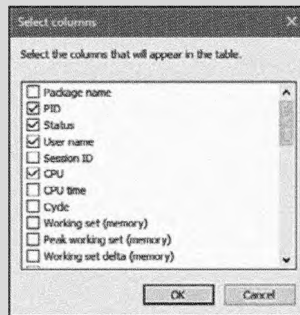 Select columns
Select the columns that will appear in the table.
Package name
PID
Status
User name
Session ID
CPU
CPU time
Cycle
Working set (memory)
Peak working set (memory)
Working set delta (memory)
OK
Cancel